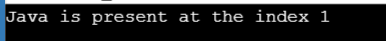 Java is present at the index 1